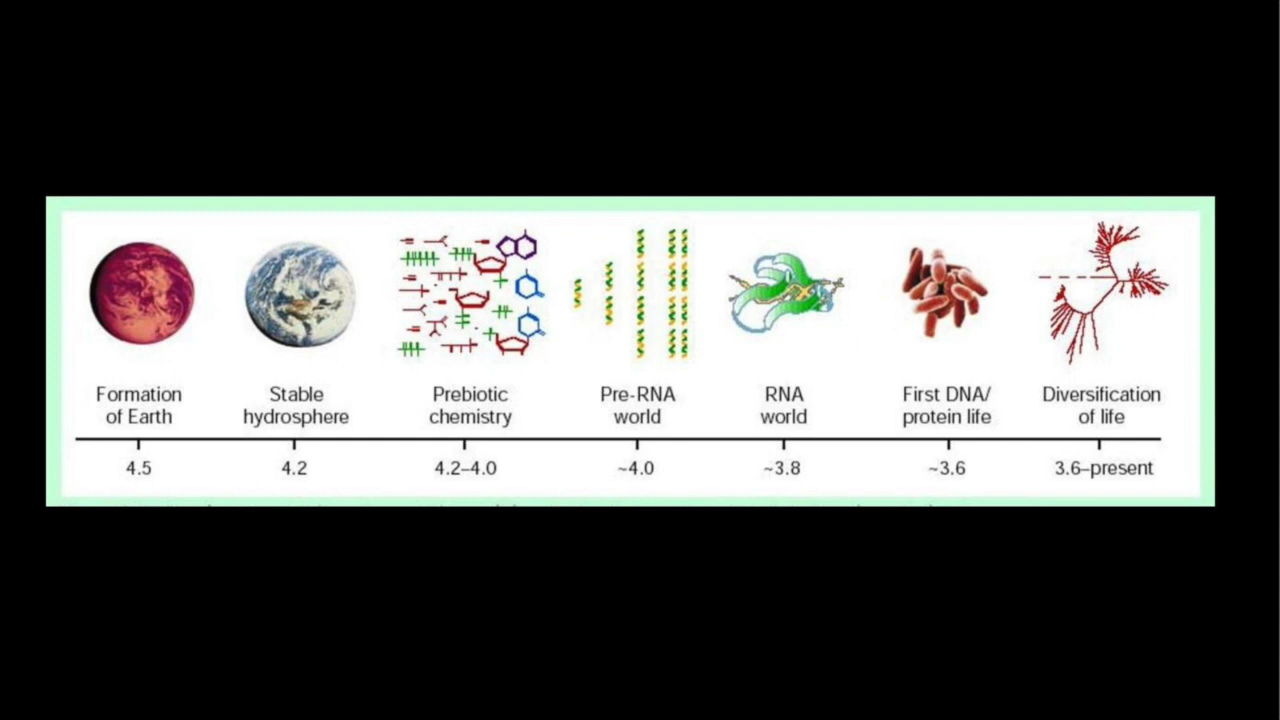 Formation
of Earth
Stable
hydrosphere
Prebiotic
chemistry
Pre-RNA
world
RNA
world
First DNA/
protein life
Diversification
of life
4.5
4.2
4.2–4.0
~4.0
~3.8
~3.6
3.6–present